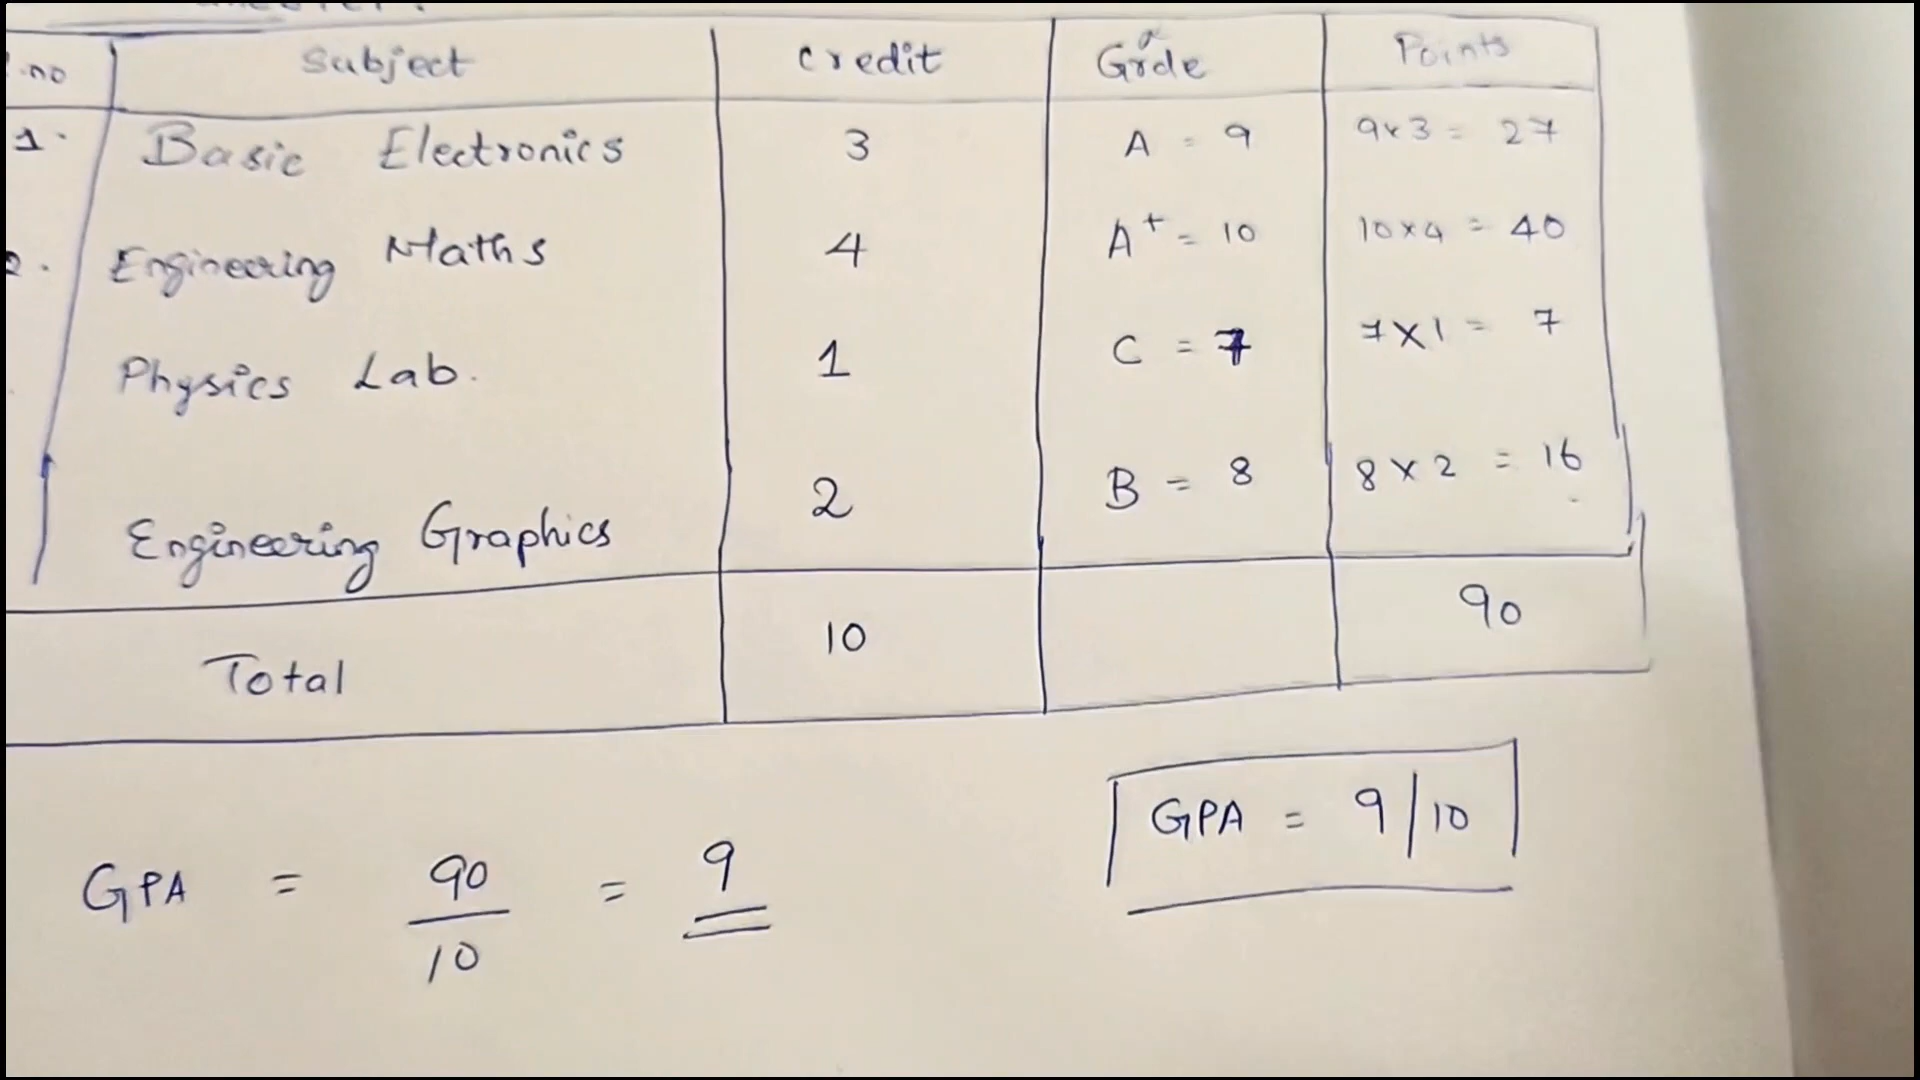 .no Subject Credit Grade Points
1. Basic Electronics 3 A = 9 9x3 = 27
2. Engineering Maths 4 A+ = 10 10x4 = 40
Physics Lab. 1 C = 7 7X1 = 7
Engineering Graphics 2 B = 8 8X2 = 16
Total 10 90
GPA = 9/10
GPA = 90/10 = 9